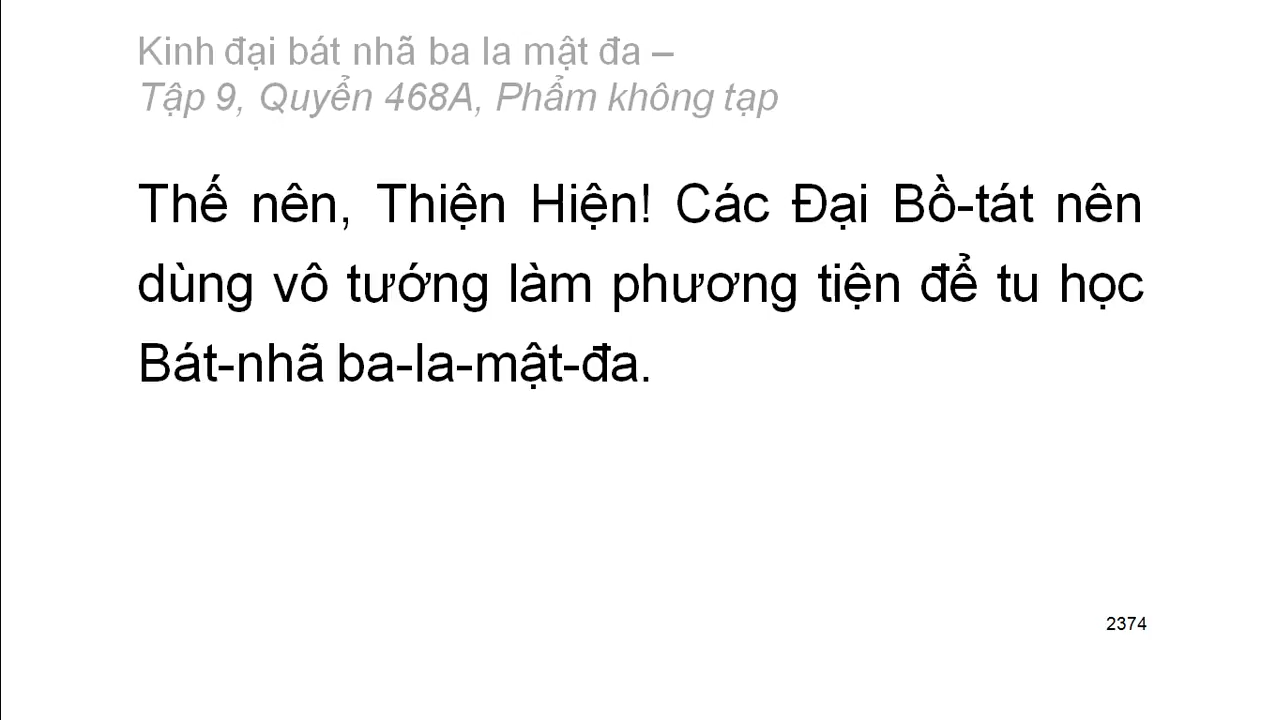 Kinh đại bát nhã ba la mật đa –
Tập 9, Quyển 468A, Phẩm không tạp
Thế nên, Thiện Hiện! Các Đại Bồ-tát nên
dùng vô tướng làm phương tiện để tu học
Bát-nhã ba-la-mật-đa.
2374